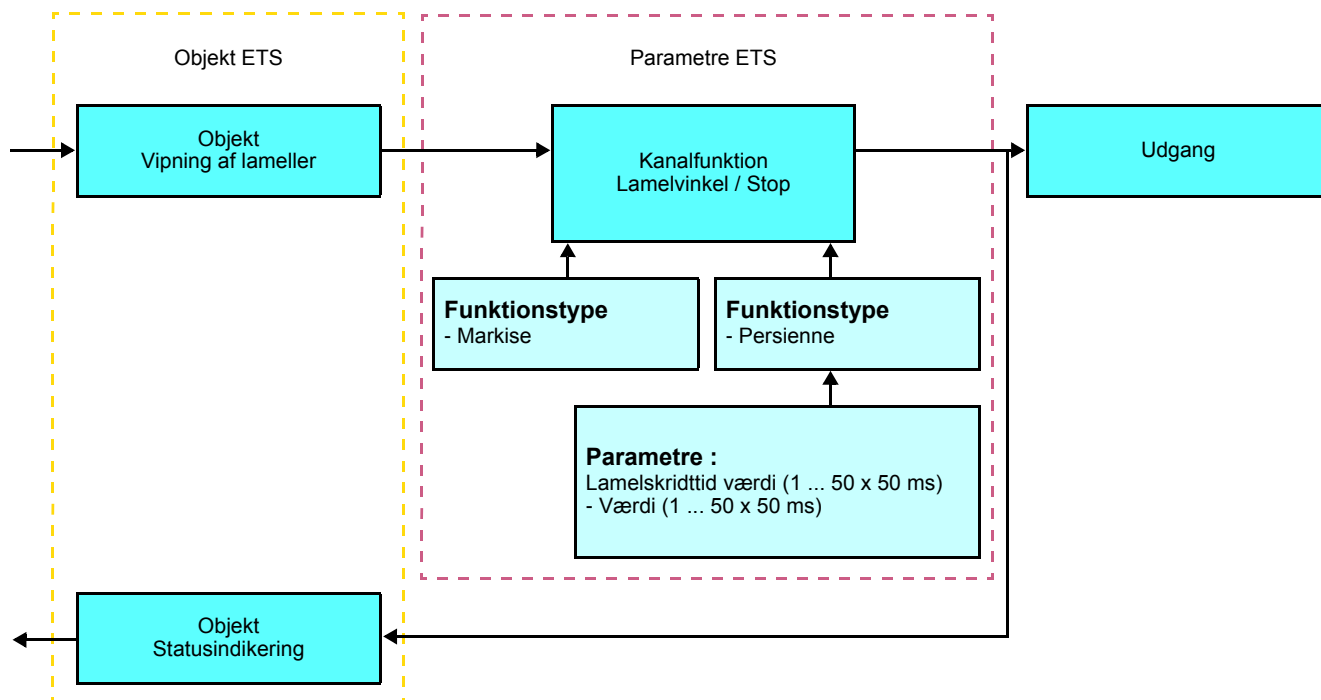 Objekt ETS
Parametre ETS
Objekt
Vipning af lameller
Kanalfunktion
Lamelvinkel / Stop
Udgang
Funktionstype
- Markise
Funktionstype
- Persienne
Parametre :
Lamelskridttid værdi (1 ... 50 x 50 ms)
- Værdi (1 ... 50 x 50 ms)
Objekt
Statusindikering